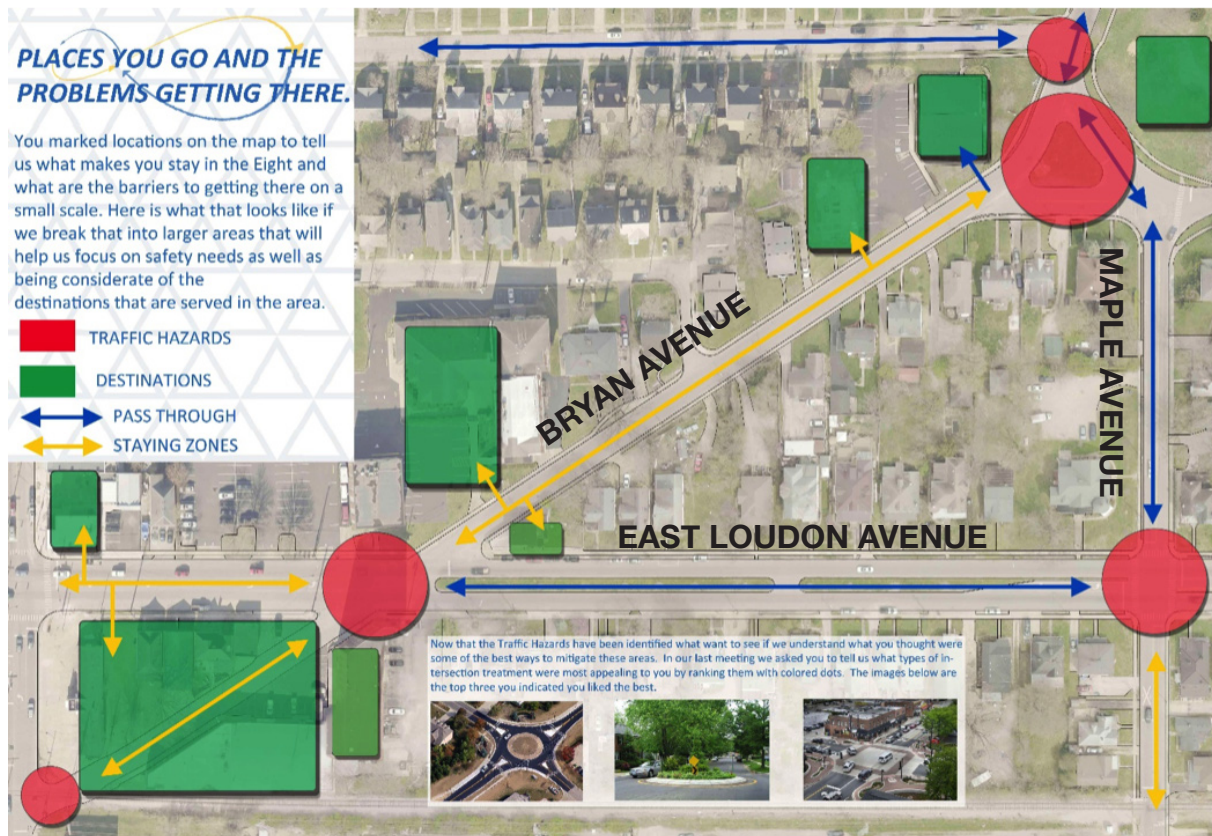 PLACES YOU GO AND THE
PROBLEMS GETTING THERE.
You marked locations on the map to tell
us what makes you stay in the Eight and
what are the barriers to getting there on a
small scale. Here is what that looks like if
we break that into larger areas that will
help us focus on safety needs as well as
being considerate of the
destinations that are served in the area.
TRAFFIC HAZARDS
DESTINATIONS
PASS THROUGH
STAYING ZONES
BRYAN AVENUE
MAPLE AVENUE
EAST LOUDON AVENUE
Now that the Traffic Hazards have been identified what want to see if we understand what you thought were
some of the best ways to mitigate these areas. In our last meeting we asked you to tell us what types of in-
tersection treatment were most appealing to you by ranking them with colored dots. The images below are
the top three you indicated you liked the best.